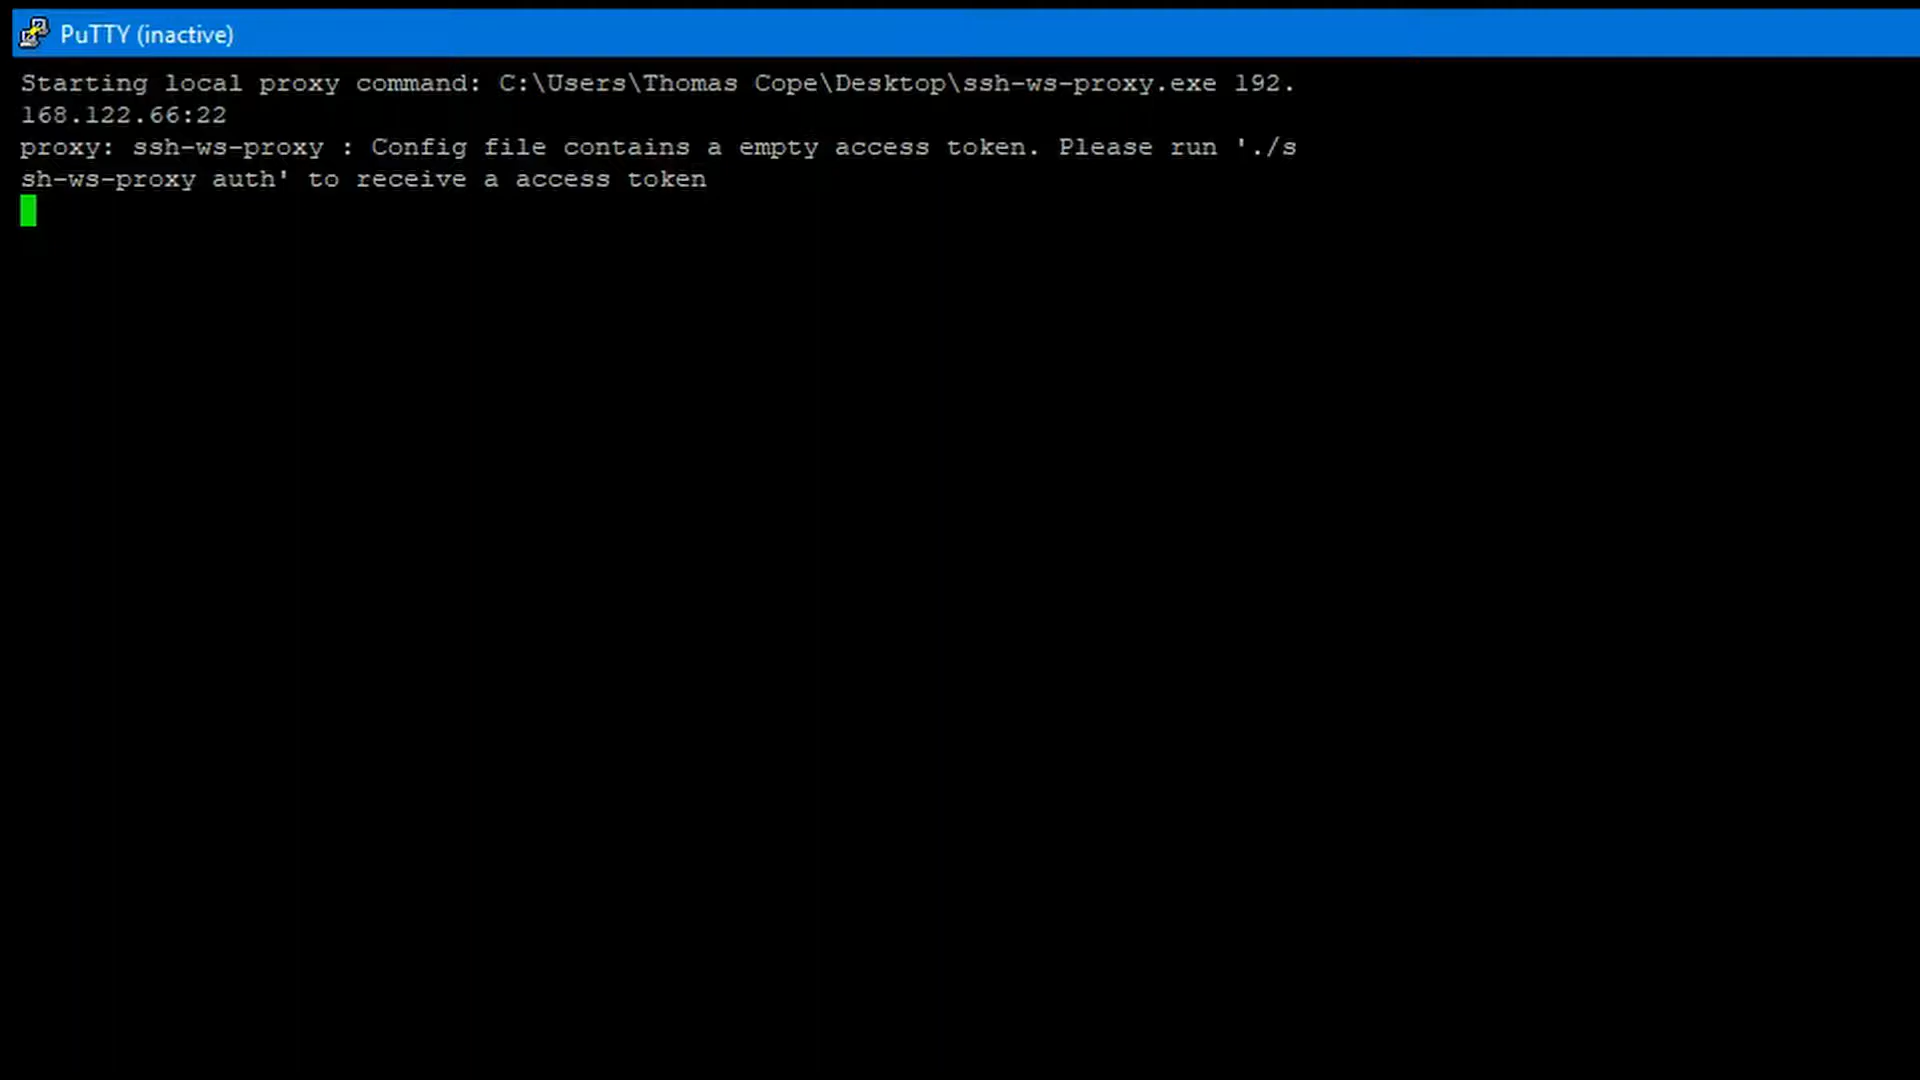 PuTTY (inactive)
Starting local proxy command: C:\Users\Thomas Cope\Desktop\ssh-ws-proxy.exe 192.
168.122.66:22
proxy: ssh-ws-proxy : Config file contains a empty access token. Please run './s
sh-ws-proxy auth' to receive a access token